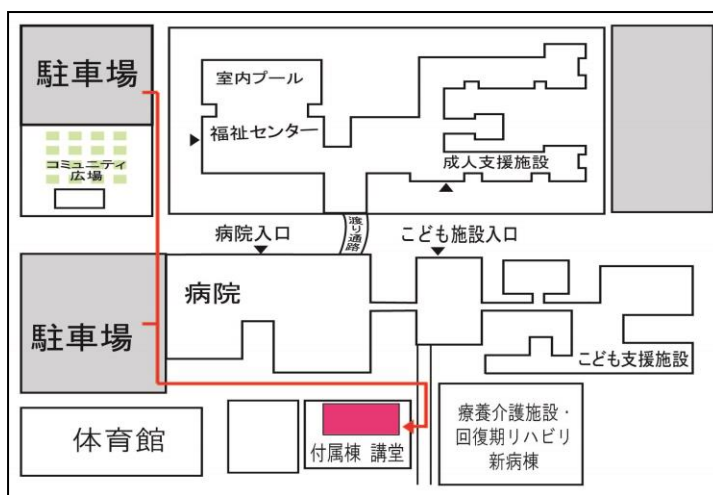 駐車場
室内プール
福祉センター
成人支援施設
コミュニティ
広場
渡り通路
病院入口
こども施設入口
病院
駐車場
こども支援施設
体育館
付属棟 講堂
療養介護施設・
回復期リハビリ
新病棟